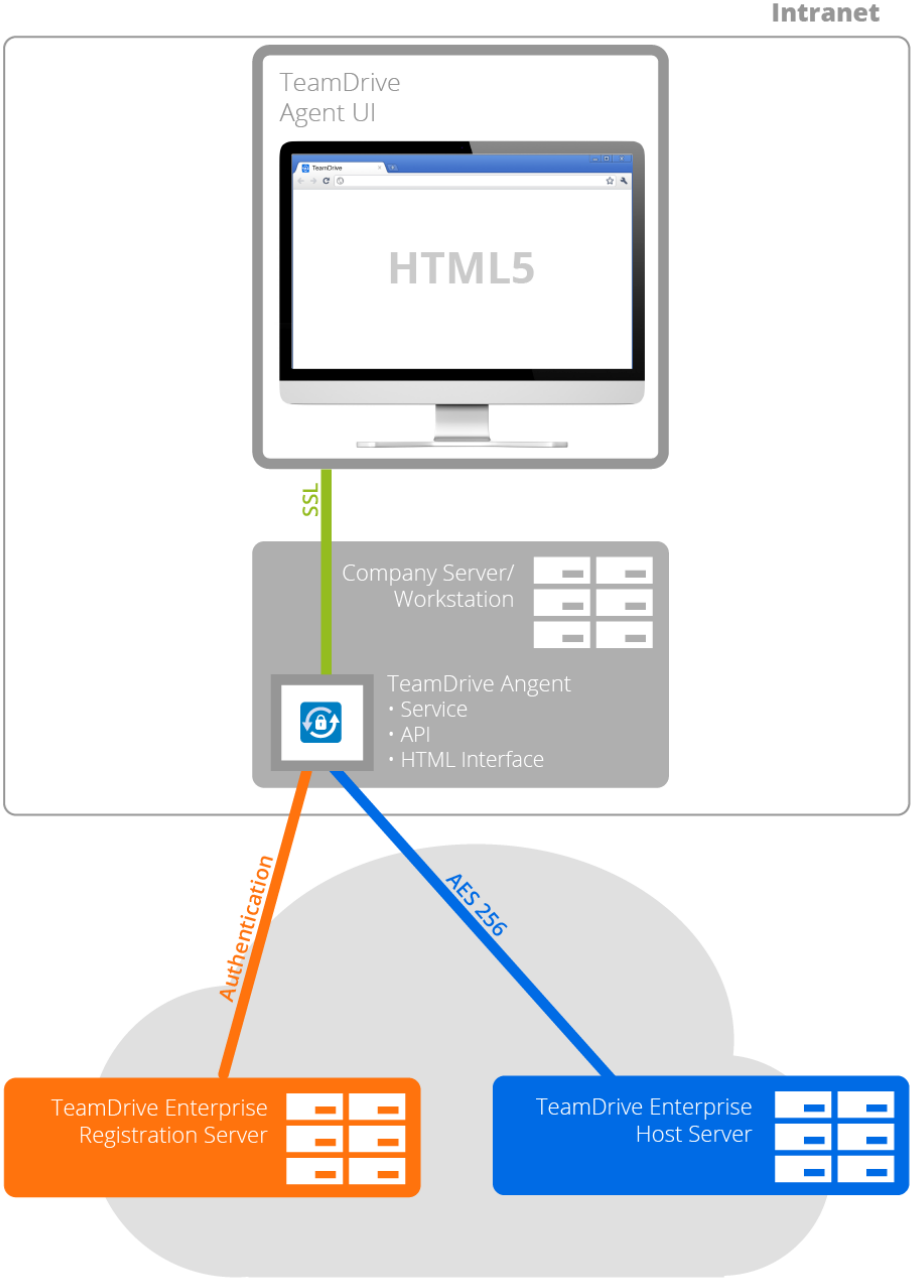 Intranet
TeamDrive
Agent UI
TeamDrive
HTML5
SSL
Company Server/
Workstation
TeamDrive Angent
• Service
• API
• HTML Interface
Authentication
AES 256
TeamDrive Enterprise
Registration Server
TeamDrive Enterprise
Host Server